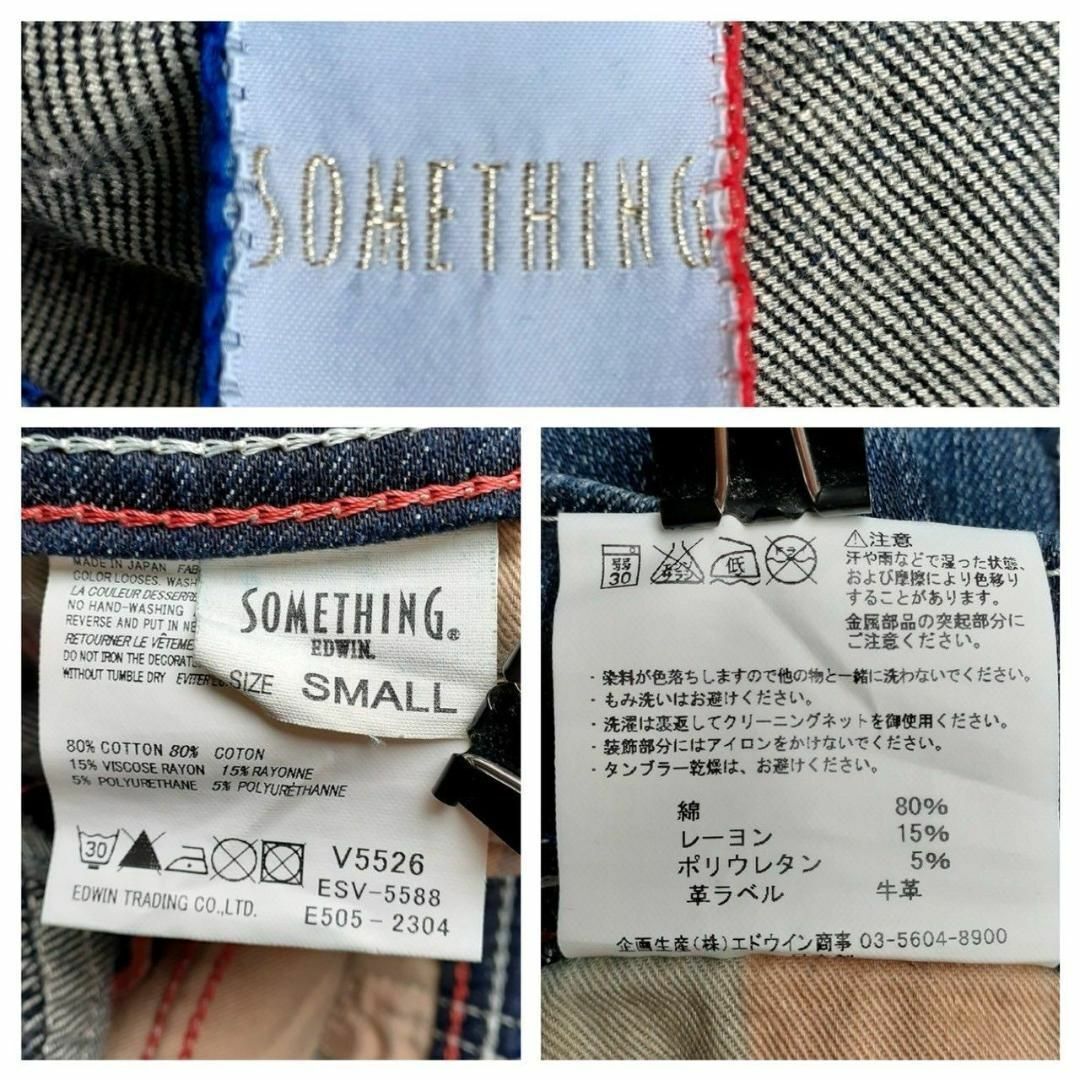 SOMETHING
MADE IN JAPAN FAB
COLOR LOOSES. WASH
LA COULEUR DESSERRE
NO HAND-WASHING
REVERSE AND PUT IN NE
RETOURNER LE VÊTEME
DO NOT IRON THE DECORAT
WITHOUT TUMBLE DRY
SOMETHING®
EDWIN®
SIZE SMALL
80% COTTON 80% COTON
15% VISCOSE RAYON 15% RAYONNE
5% POLYURETHANE 5% POLYURÉTHANNE
30
V5526
ESV-5588
EDWIN TRADING CO.,LTD.
E505-2304
弱
30
エンソサラシ
低
ドライ
⚠注意
汗や雨などで湿った状態、
および摩擦により色移り
することがあります。
金属部品の突起部分に
ご注意ください。
・染料が色落ちしますので他の物と一緒に洗わないでください。
・もみ洗いはお避けください。
・洗濯は裏返してクリーニングネットを御使用ください。
・装飾部分にはアイロンをかけないでください。
・タンブラー乾燥は、お避けください。
綿 80%
レーヨン 15%
ポリウレタン 5%
革ラベル 牛革
企画生産(株)エドウイン商事 03-5604-8900